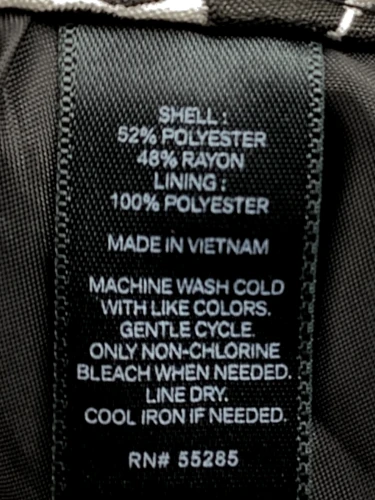 SHELL :
52% POLYESTER
48% RAYON
LINING :
100% POLYESTER
MADE IN VIETNAM
MACHINE WASH COLD
WITH LIKE COLORS.
GENTLE CYCLE.
ONLY NON-CHLORINE
BLEACH WHEN NEEDED.
LINE DRY.
COOL IRON IF NEEDED.
RN# 55285